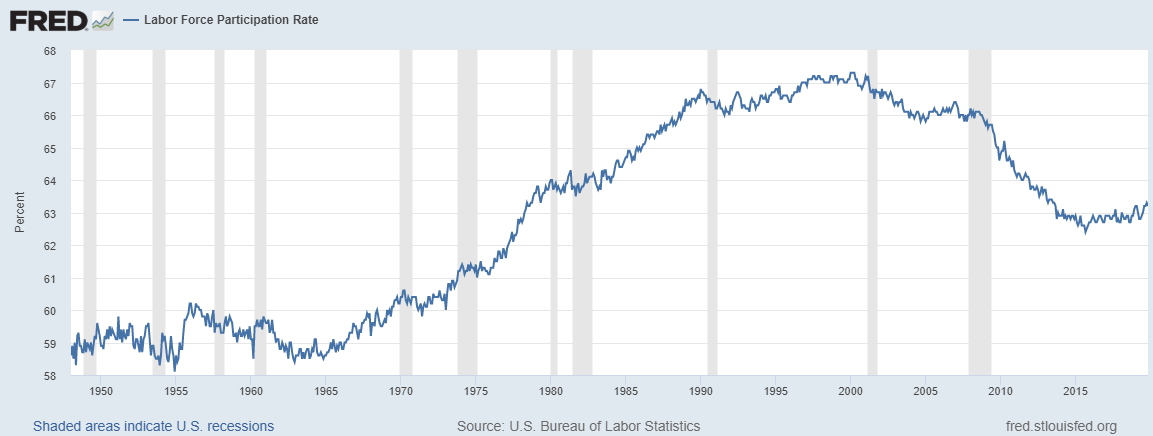 FRED Labor Force Participation Rate
68
67
66
65
64
63
62
61
60
59
58
Percent
1950 1955 1960 1965 1970 1975 1980 1985 1990 1995 2000 2005 2010 2015
Shaded areas indicate U.S. recessions Source: U.S. Bureau of Labor Statistics fred.stlouisfed.org